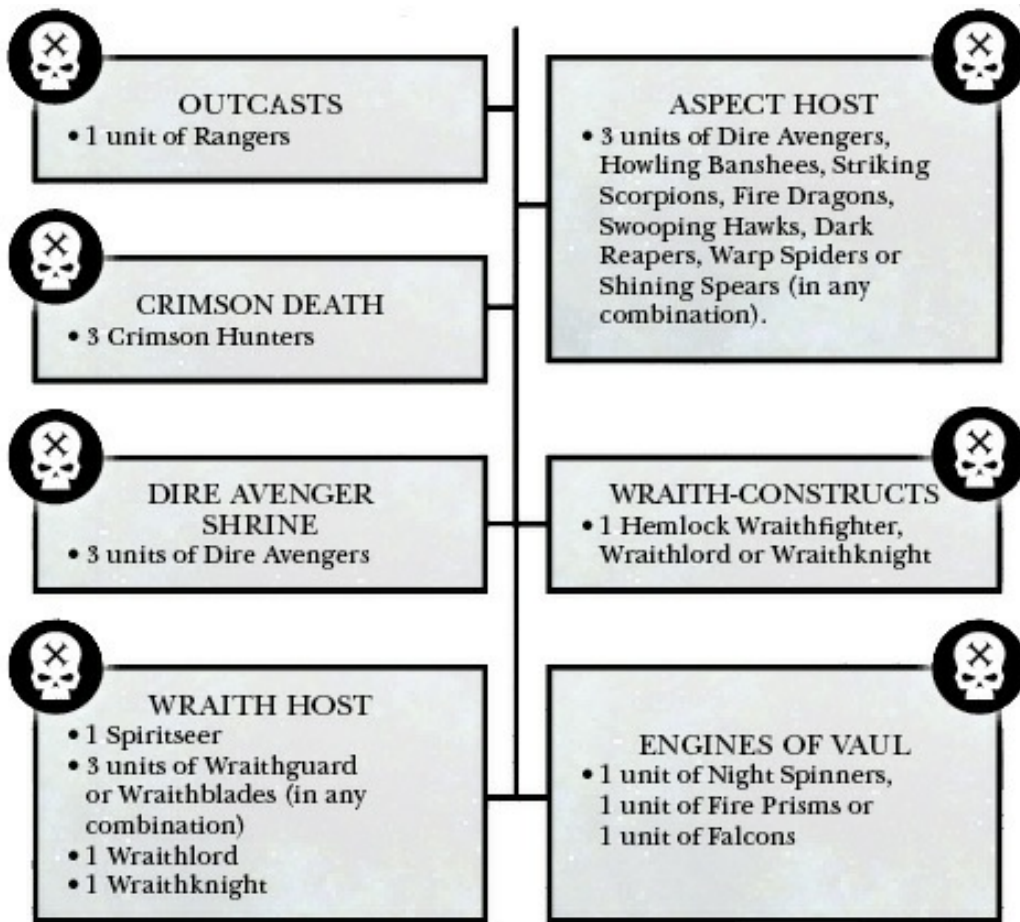 OUTCASTS
• 1 unit of Rangers
CRIMSON DEATH
• 3 Crimson Hunters
DIRE AVENGER
SHRINE
• 3 units of Dire Avengers
WRAITH HOST
• 1 Spiritseer
• 3 units of Wraithguard
or Wraithblades (in any
combination)
• 1 Wraithlord
• 1 Wraithknight
ASPECT HOST
• 3 units of Dire Avengers,
Howling Banshees, Striking
Scorpions, Fire Dragons,
Swooping Hawks, Dark
Reapers, Warp Spiders or
Shining Spears (in any
combination).
WRAITH-CONSTRUCTS
• 1 Hemlock Wraithfighter,
Wraithlord or Wraithknight
ENGINES OF VAUL
• 1 unit of Night Spinners,
1 unit of Fire Prisms or
1 unit of Falcons